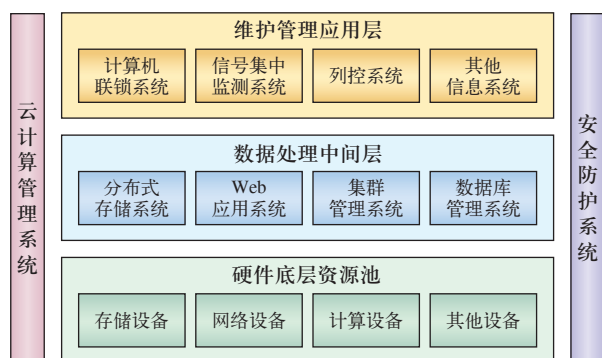 云计算管理系统
维护管理应用层
计算机
联锁系统
信号集中
监测系统
列控系统
其他
信息系统
数据处理中间层
分布式
存储系统
Web
应用系统
集群
管理系统
数据库
管理系统
硬件底层资源池
存储设备
网络设备
计算设备
其他设备
安全防护系统